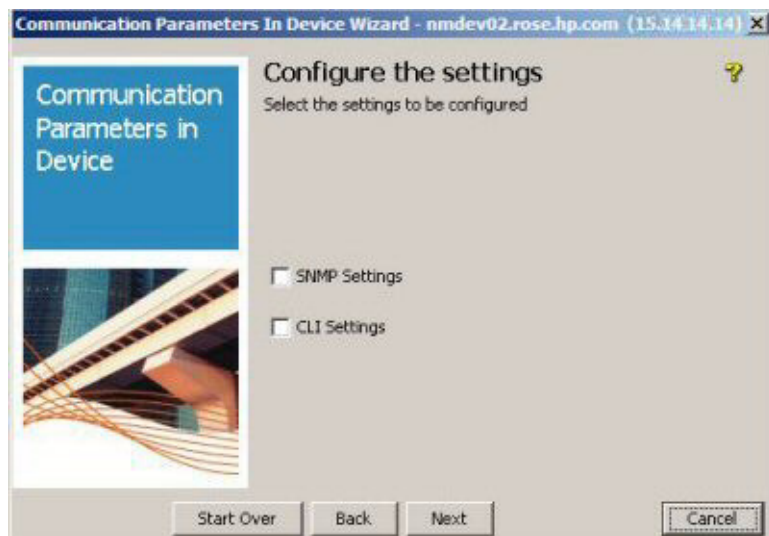 Communication Parameters In Device Wizard - nmdev02.rose.hp.com (15.14.14.14)
Communication
Parameters in
Device
Configure the settings
Select the settings to be configured
SNMP Settings
CLI Settings
Start Over
Back
Next
Cancel